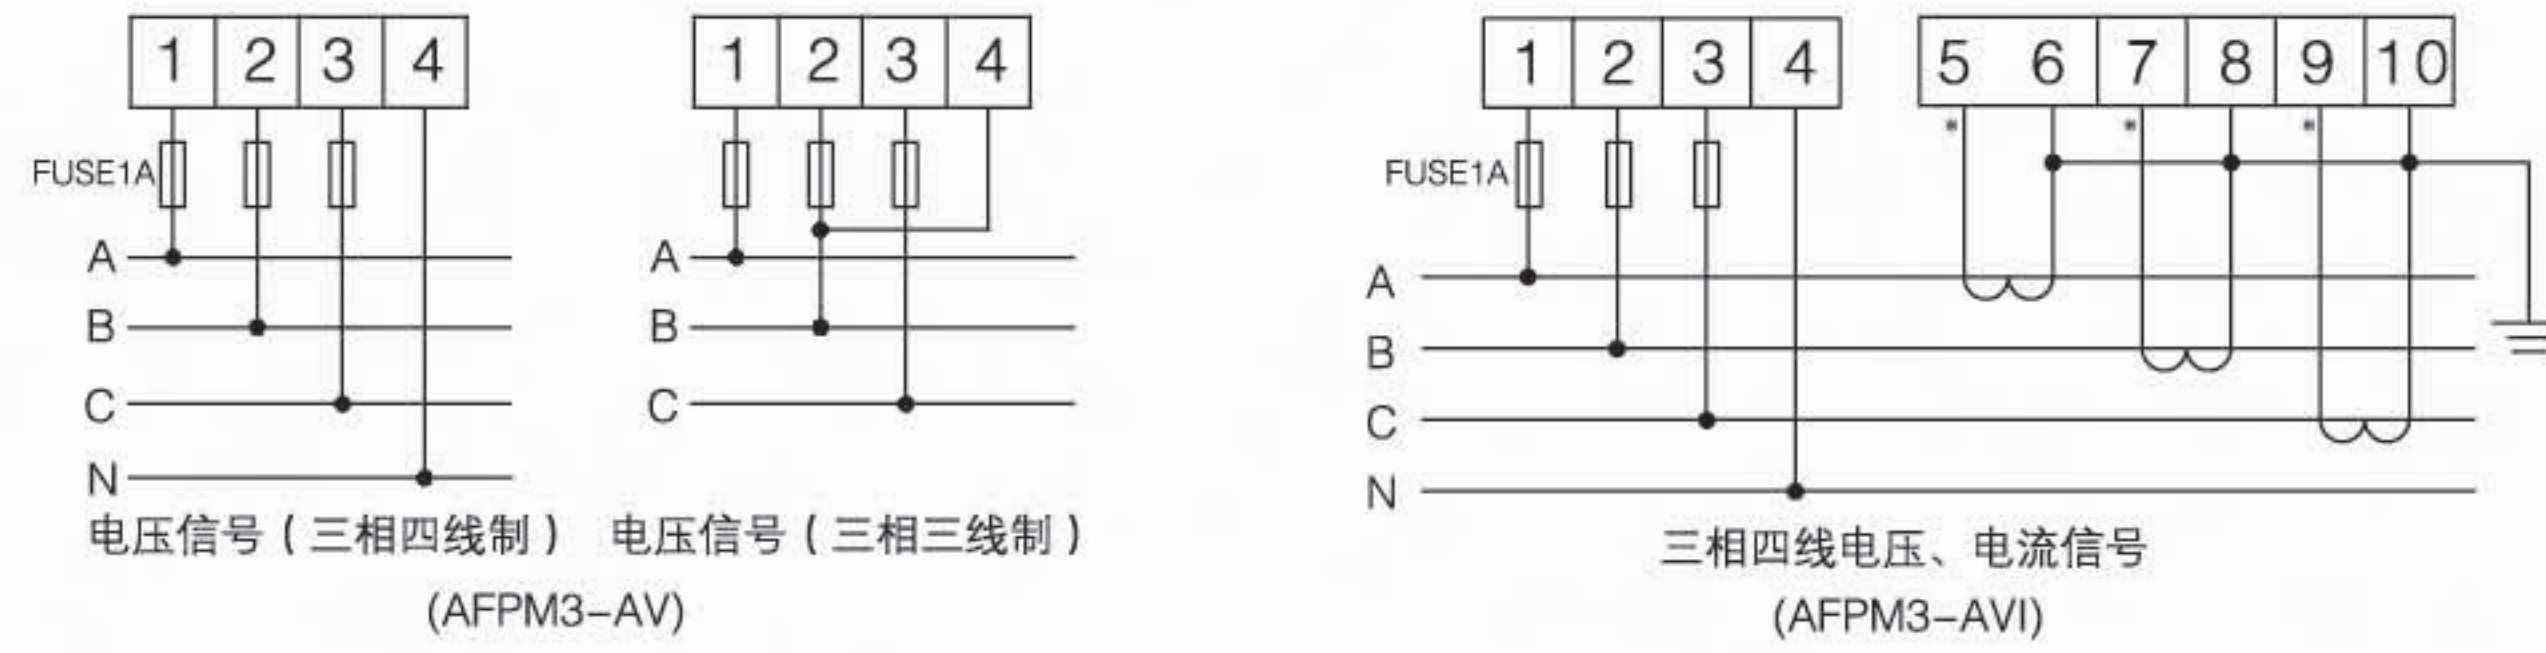 1 2 3 4
FUSE1A
A
B
C
N
电压信号(三相四线制)
1 2 3 4
A
B
C
电压信号(三相三线制)
(AFPM3-AV)
1 2 3 4
5 6 7 8 9 10
* * *
FUSE1A
A
B
C
N
三相四线电压、电流信号
(AFPM3-AVI)